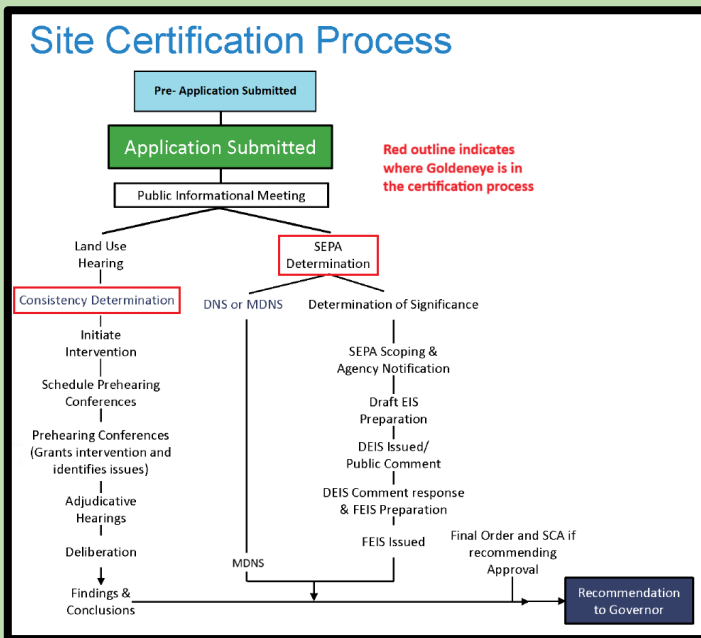 Site Certification Process
Pre- Application Submitted
Application Submitted
Red outline indicates
where Goldeneye is in
the certification process
Public Informational Meeting
Land Use
Hearing
SEPA
Determination
Consistency Determination
DNS or MDNS
Determination of Significance
Initiate
Intervention
SEPA Scoping &
Agency Notification
Schedule Prehearing
Conferences
Draft EIS
Preparation
Prehearing Conferences
(Grants intervention and
identifies issues)
DEIS Issued/
Public Comment
Adjudicative
Hearings
DEIS Comment response
& FEIS Preparation
Deliberation
FEIS Issued
MDNS
Final Order and SCA if
recommending
Approval
Findings &
Conclusions
Recommendation
to Governor